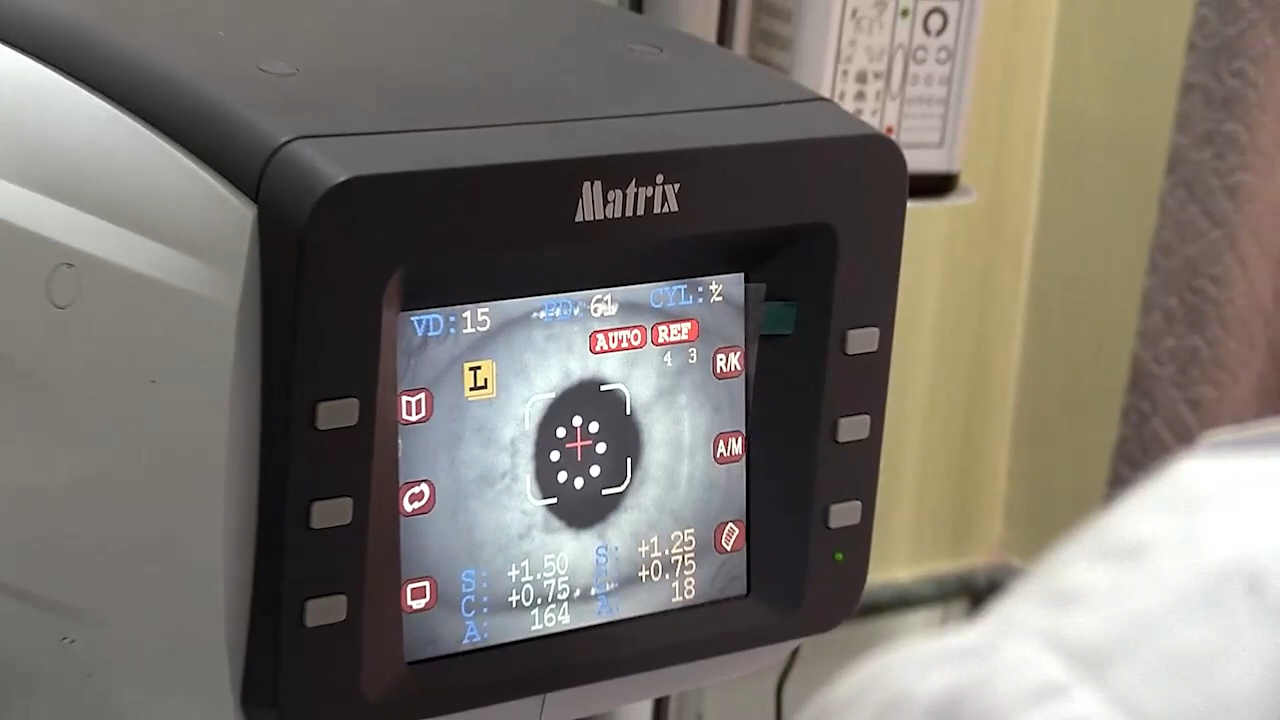 Matrix
VD:15 PD: 61 CYL:±
AUTO REF
4 3
L
R/K
A/M
S: +1.50 S: +1.25
C: +0.75 C: +0.75
A: 164 A: 18